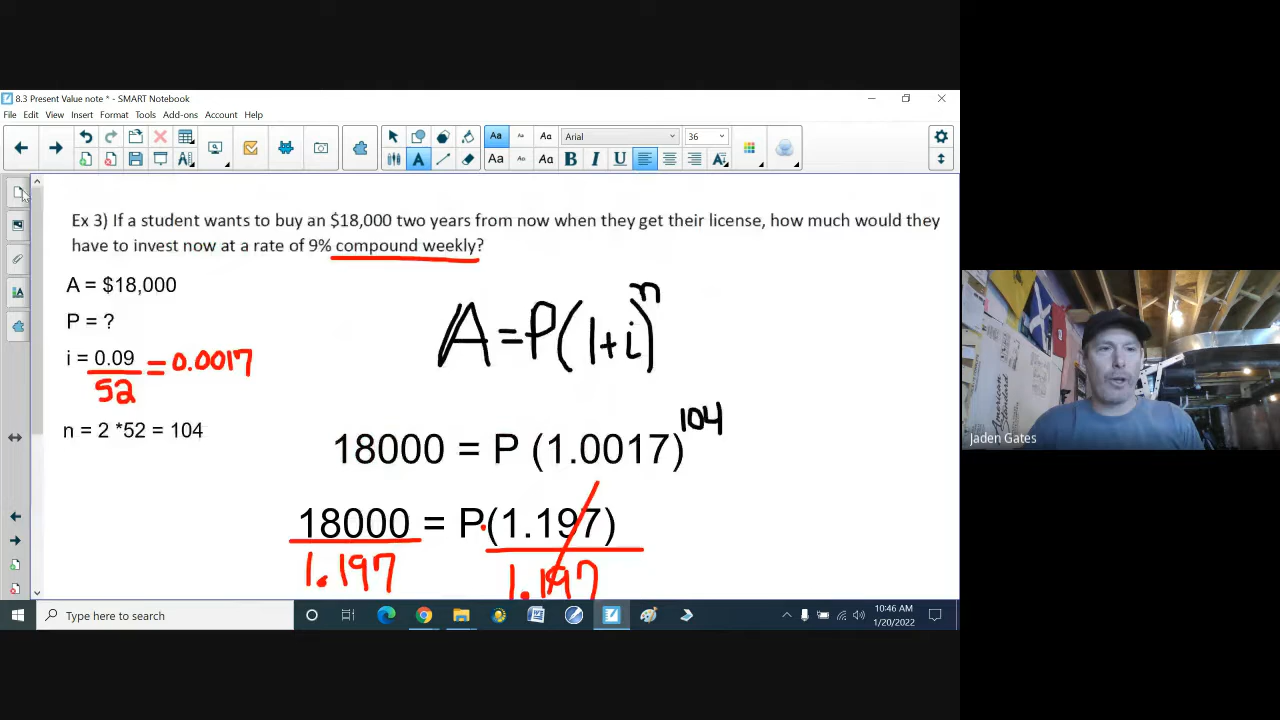 8.3 Present Value note * - SMART Notebook
File Edit View Insert Format Tools Add-ons Account Help
Arial 36
Ex 3) If a student wants to buy an $18,000 two years from now when they get their license, how much would they
have to invest now at a rate of 9% compound weekly?
A = $18,000
P = ?
i = 0.09 = 0.0017
52
n = 2 *52 = 104
A=P(1+i)^n
18000 = P (1.0017)^104
18000 = P.(1.197)
1.197 1.197
Jaden Gates
American Standard
Type here to search
10:46 AM
1/20/2022